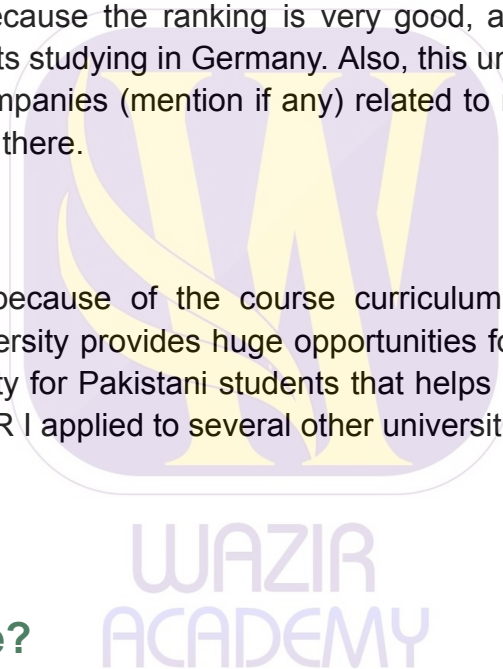 ecause the ranking is very good, a
ts studying in Germany. Also, this un
mpanies (mention if any) related to
there.
because of the course curriculum
ersity provides huge opportunities fo
ty for Pakistani students that helps
R I applied to several other universit
WAZIR
ACADEMY
e?